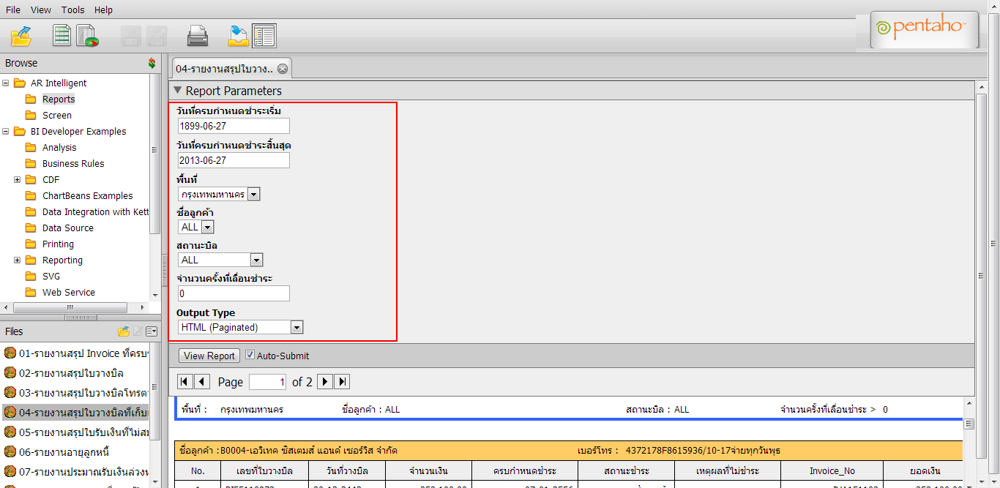 File View Tools Help
pentaho™
Browse
AR Intelligent
Reports
Screen
BI Developer Examples
Analysis
Business Rules
CDF
ChartBeans Examples
Data Integration with Kett
Data Source
Printing
Reporting
SVG
Web Service
Files
01-รายงานสรุป Invoice ที่ครบ
02-รายงานสรุปใบวางบิล
03-รายงานสรุปใบวางบิลโทรตา
04-รายงานสรุปใบวางบิลที่เก็บ
05-รายงานสรุปใบรับเงินที่ไม่สม
06-รายงานอายุลูกหนี้
07-รายงานประมาณรับเงินล่วงห
04-รายงานสรุปใบวาง..
Report Parameters
วันที่ครบกำหนดชำระเริ่ม
1899-06-27
วันที่ครบกำหนดชำระสิ้นสุด
2013-06-27
พื้นที่
กรุงเทพมหานคร
ชื่อลูกค้า
ALL
สถานะบิล
ALL
จำนวนครั้งที่เลื่อนชำระ
0
Output Type
HTML (Paginated)
View Report Auto-Submit
Page 1 of 2
พื้นที่ : กรุงเทพมหานคร ชื่อลูกค้า : ALL สถานะบิล : ALL จำนวนครั้งที่เลื่อนชำระ > 0
ชื่อลูกค้า :B0004-เอวิเทค ซิสเตมส์ แอนด์ เซอร์วิส จำกัด เบอร์โทร : 4372178F8615936/10-17จ่ายทุกวันพุธ
No. เลขที่ใบวางบิล วันที่วางบิล จำนวนเงิน ครบกำหนดชำระ สถานะชำระ เหตุผลที่ไม่ชำระ Invoice_No ยอดเงิน